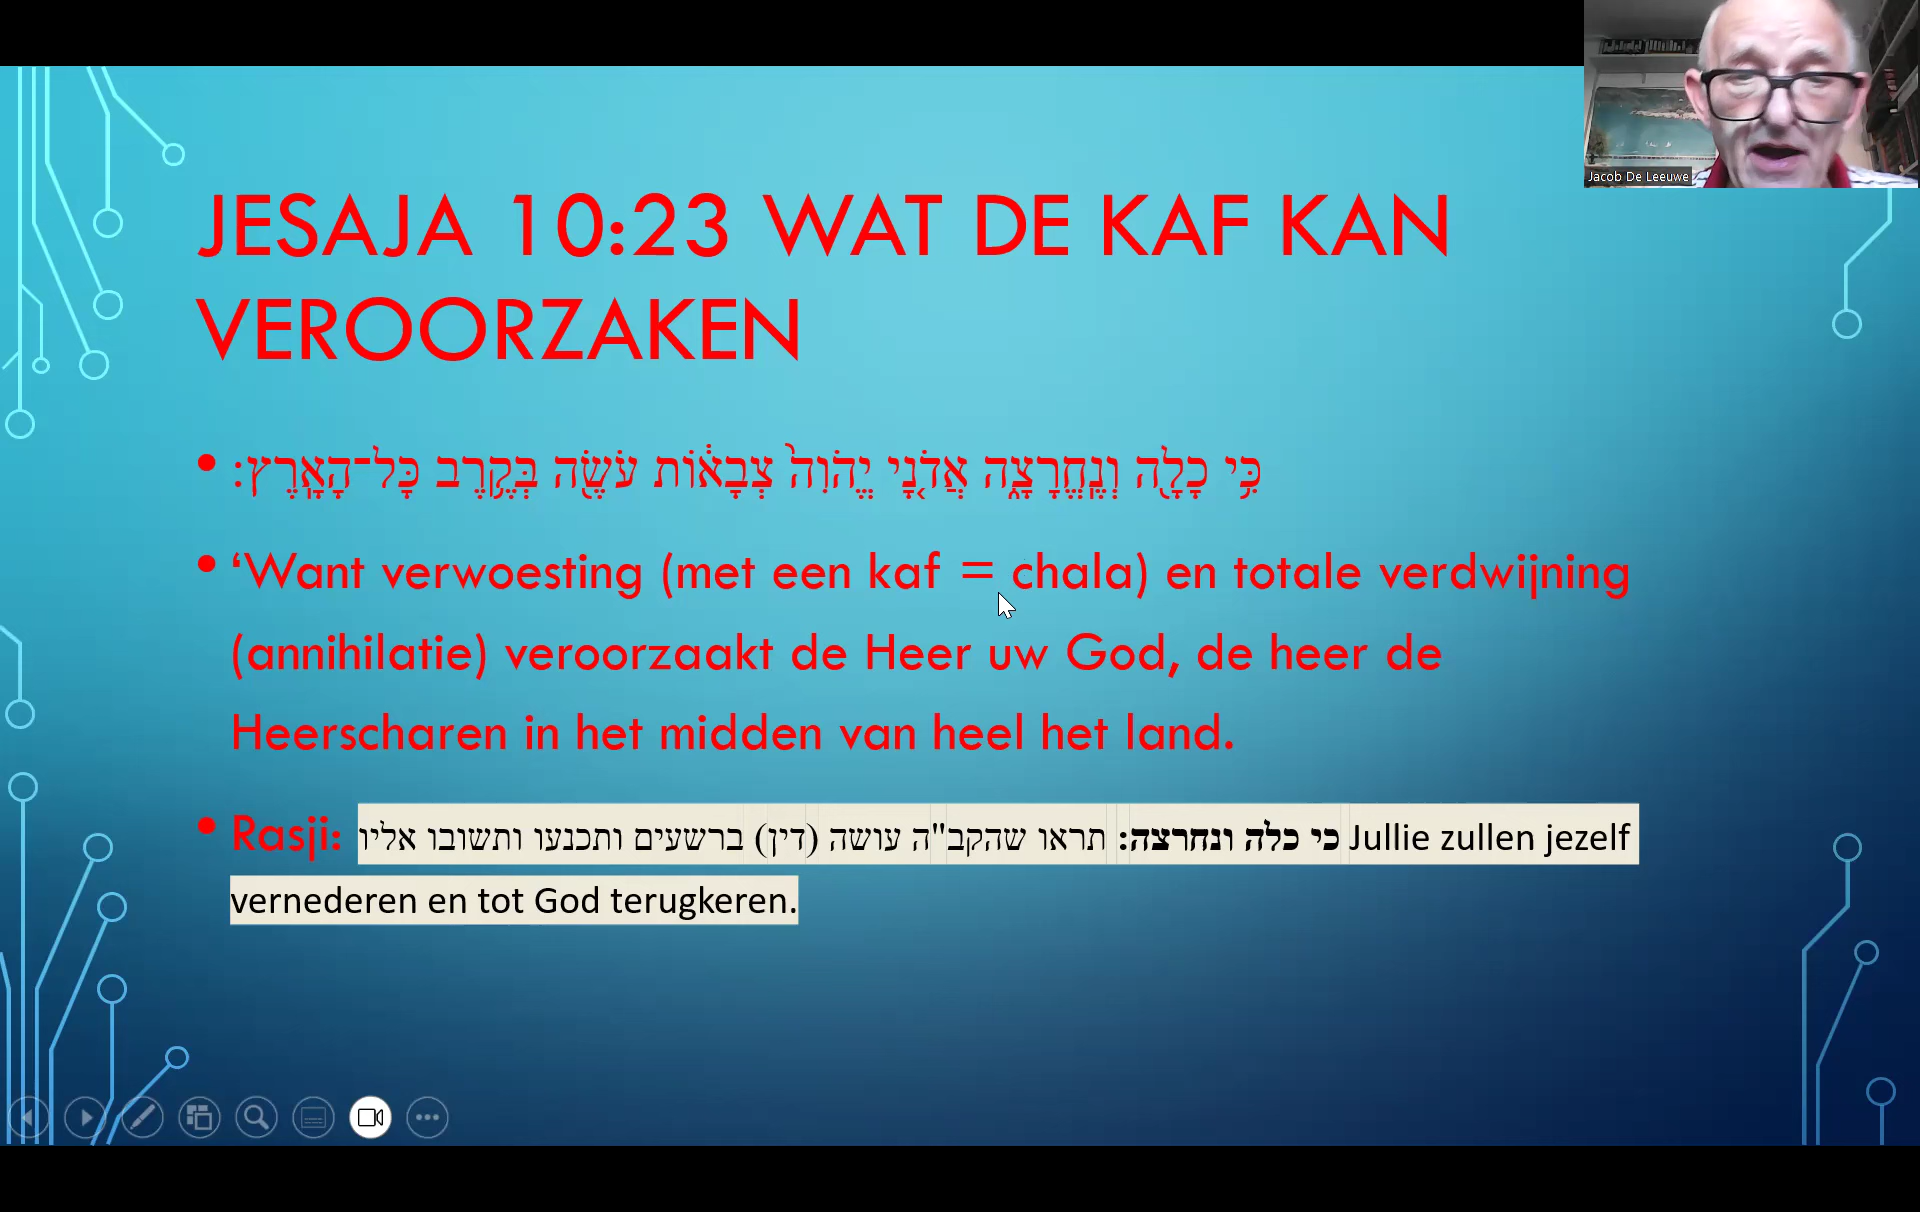 Jacob De Leeuwe
JESAJA 10:23 WAT DE KAF KAN
VEROORZAKEN
• כִּ֥י כָלָ֖ה וְנֶֽחֱרָצָ֑ה אֲדֹנָ֤י יֱהֹוִה֙ צְבָא֔וֹת עֹשֶׂ֖ה בְּקֶ֥רֶב כׇּל־הָאָֽרֶץ׃
• ‘Want verwoesting (met een kaf = chala) en totale verdwijning
(annihilatie) veroorzaakt de Heer uw God, de heer de
Heerscharen in het midden van heel het land.
• Rasji: כי כלה ונחרצה: תראו שהקב"ה עושה (דין) ברשעים ותכנעו ותשובו אליו Jullie zullen jezelf
vernederen en tot God terugkeren.